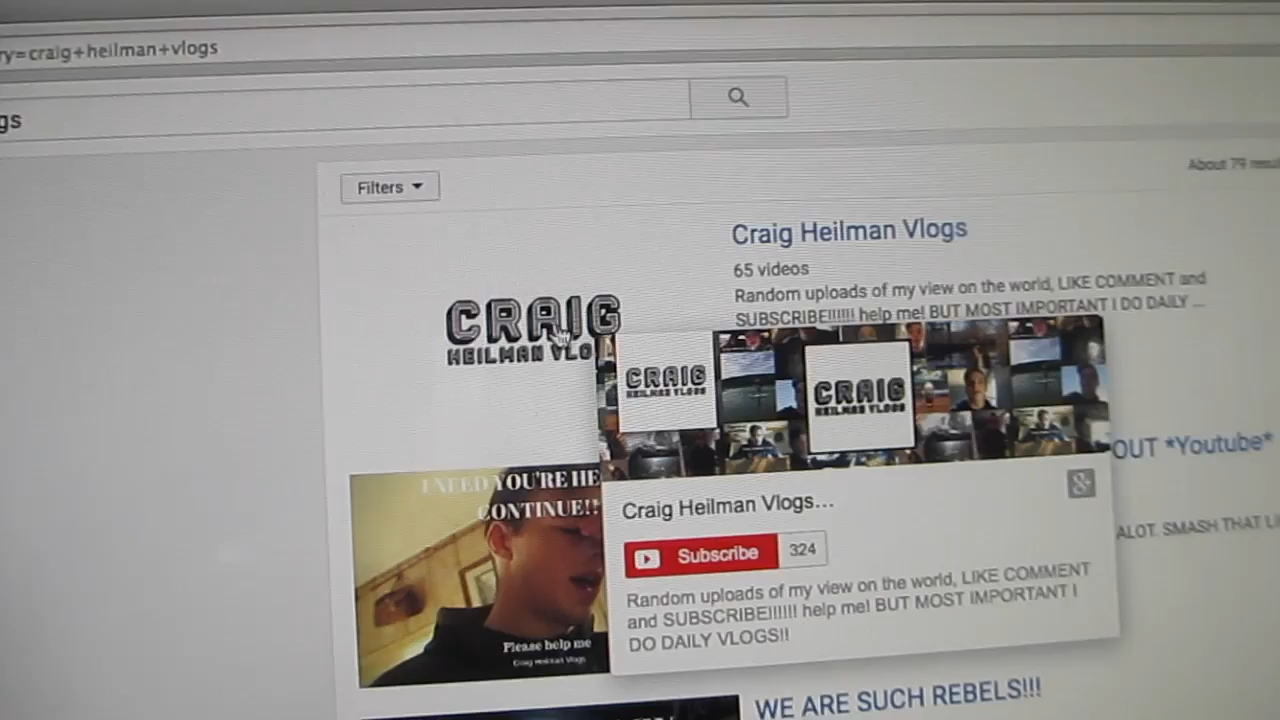 ry=craig+heilman+vlogs
gs
Filters
About 79
Craig Heilman Vlogs
65 videos
Random uploads of my view on the world, LIKE COMMENT and
SUBSCRIBE!!!!!! help me! BUT MOST IMPORTANT I DO DAILY ...
CRAIG
HEILMAN VLO
CRAIG
HEILMAN VLOGS
CRAIG
HEILMAN VLOGS
OUT *Youtube*
I NEED YOU'RE HE
CONTINUE!!
Please help me
Craig Heilman Vlogs
Craig Heilman Vlogs...
g+
Subscribe 324
ALOT. SMASH THAT LI
Random uploads of my view on the world, LIKE COMMENT
and SUBSCRIBE!!!!!! help me! BUT MOST IMPORTANT I
DO DAILY VLOGS!!
WE ARE SUCH REBELS!!!